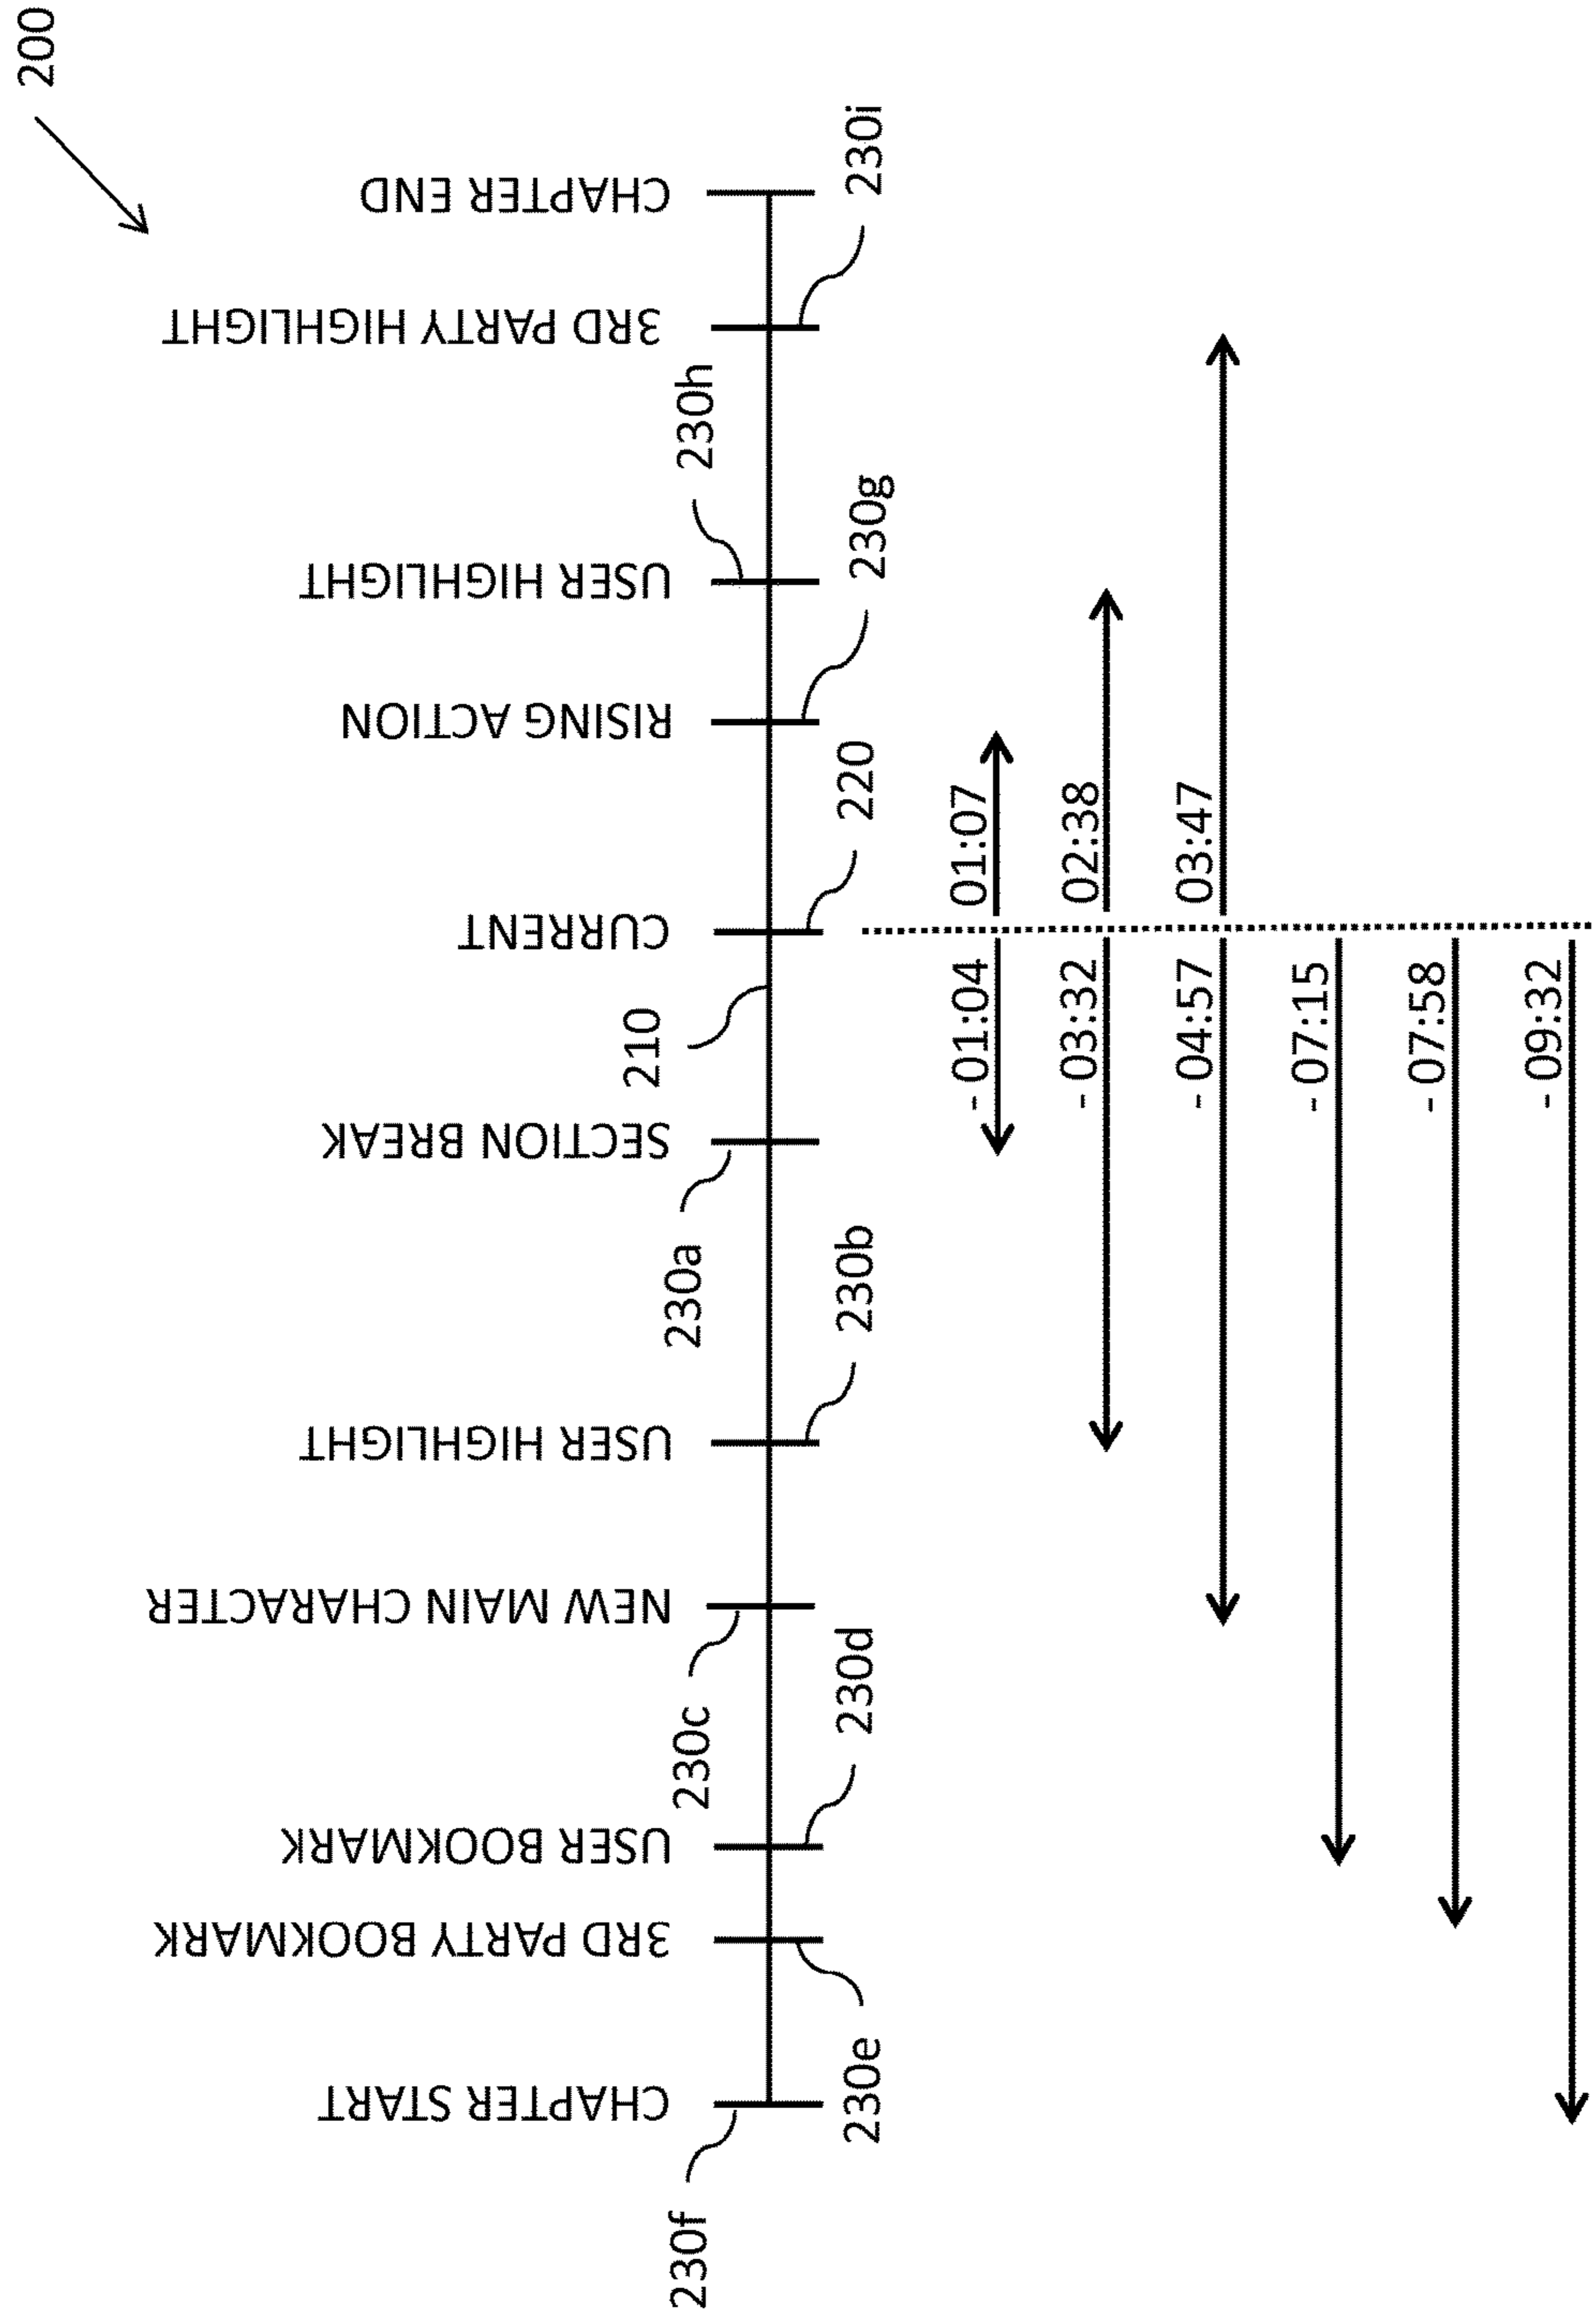 200
CHAPTER START
3RD PARTY BOOKMARK
USER BOOKMARK
NEW MAIN CHARACTER
USER HIGHLIGHT
SECTION BREAK
CURRENT
RISING ACTION
USER HIGHLIGHT
3RD PARTY HIGHLIGHT
CHAPTER END
230f
230c
230a
210
230h
230e
230d
230b
220
230g
230i
- 01:04
01:07
- 03:32
02:38
- 04:57
03:47
- 07:15
- 07:58
- 09:32